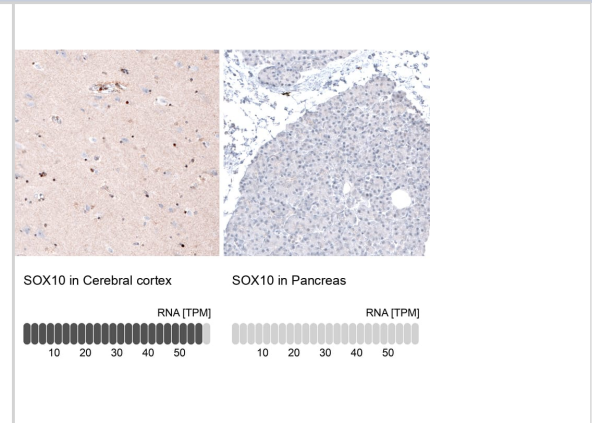 SOX10 in Cerebral cortex
SOX10 in Pancreas
RNA [TPM]
RNA [TPM]
10 20 30 40 50
10 20 30 40 50